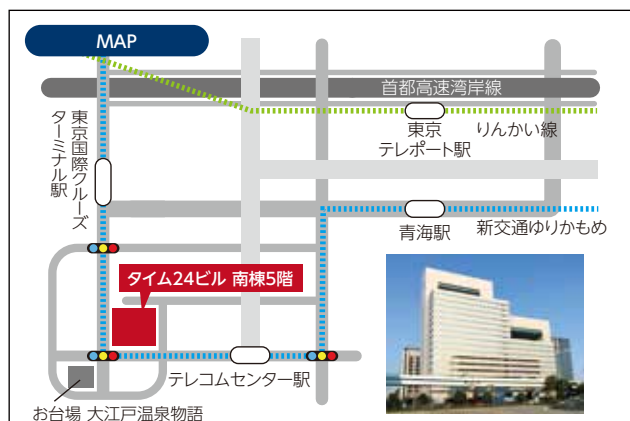 MAP
首都高速湾岸線
東京国際クルーズ
ターミナル駅
東京
テレポート駅
りんかい線
青海駅
新交通ゆりかもめ
タイム24ビル 南棟5階
テレコムセンター駅
お台場 大江戸温泉物語